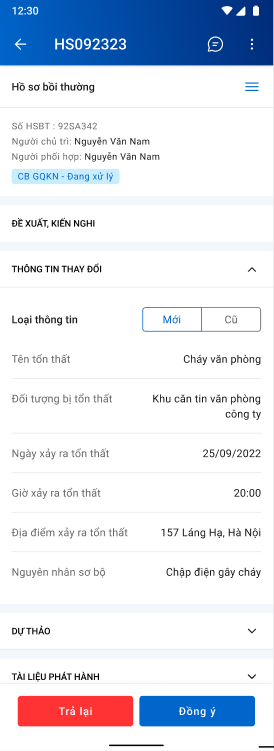 12:30
HS092323
Hồ sơ bồi thường
Số HSBT : 92SA342
Người chủ trì: Nguyễn Văn Nam
Người phối hợp: Nguyễn Văn Nam
CB GQKN - Đang xử lý
ĐỀ XUẤT, KIẾN NGHI
THÔNG TIN THAY ĐỔI
Loại thông tin Mới Cũ
Tên tổn thất Cháy văn phòng
Đối tượng bị tổn thất Khu căn tin văn phòng
công ty
Ngày xảy ra tổn thất 25/09/2022
Giờ xảy ra tổn thất 20:00
Địa điểm xảy ra tổn thất 157 Láng Hạ, Hà Nội
Nguyên nhân sơ bộ Chập điện gây cháy
DỰ THẢO
TÀI LIỆU PHÁT HÀNH
Trả lại Đồng ý